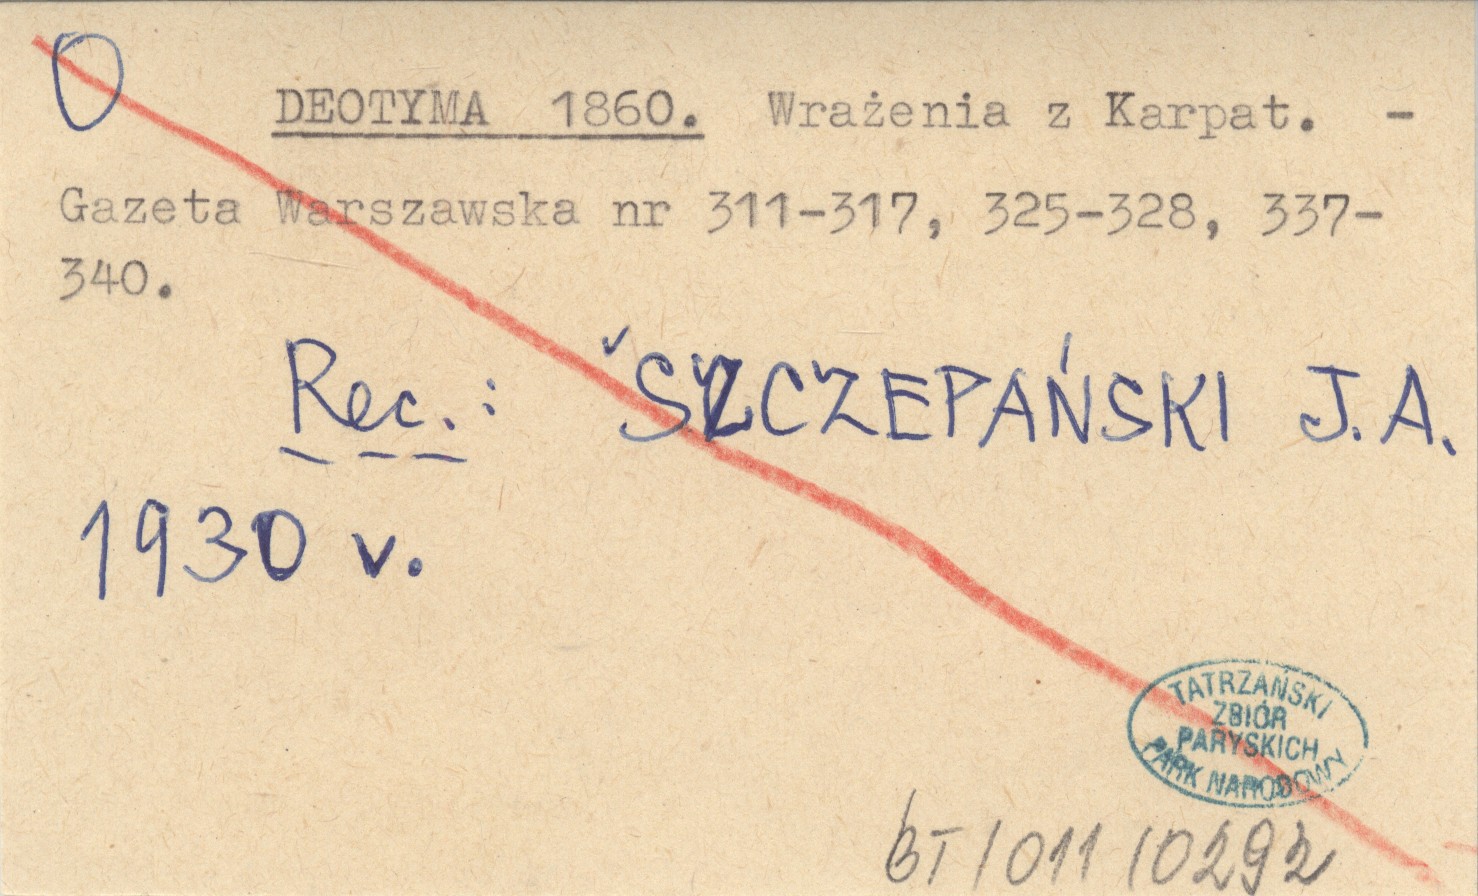 DEOTYMA 1860. Wrażenia z Karpat. -
Gazeta Warszawska nr 311-317, 325-328, 337-
340.
Rec.: SZCZEPAŃSKI J.A.
1930 v.
TATRZAŃSKI
ZBIÓR
PARYSKICH
PARK NARODOWY
BT/011/0292